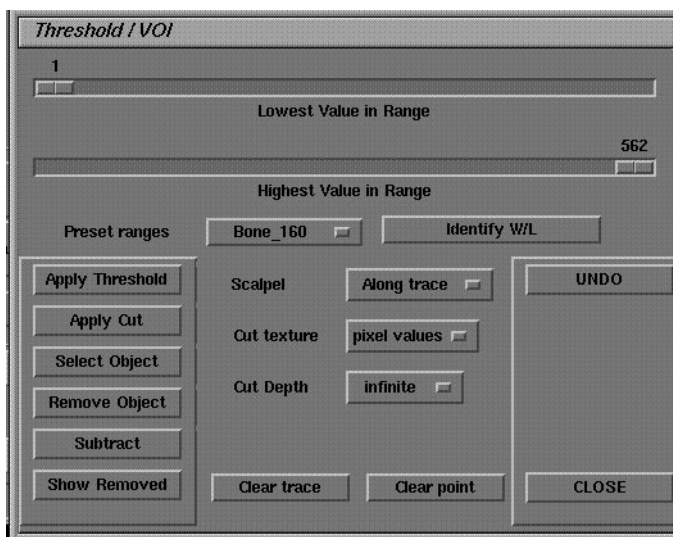 Threshold / VOI
1
Lowest Value in Range
562
Highest Value in Range
Preset ranges Bone_160 Identify W/L
Apply Threshold Scalpel Along trace UNDO
Apply Cut
Cut texture pixel values
Select Object
Cut Depth infinite
Remove Object
Subtract
Show Removed Clear trace Clear point CLOSE